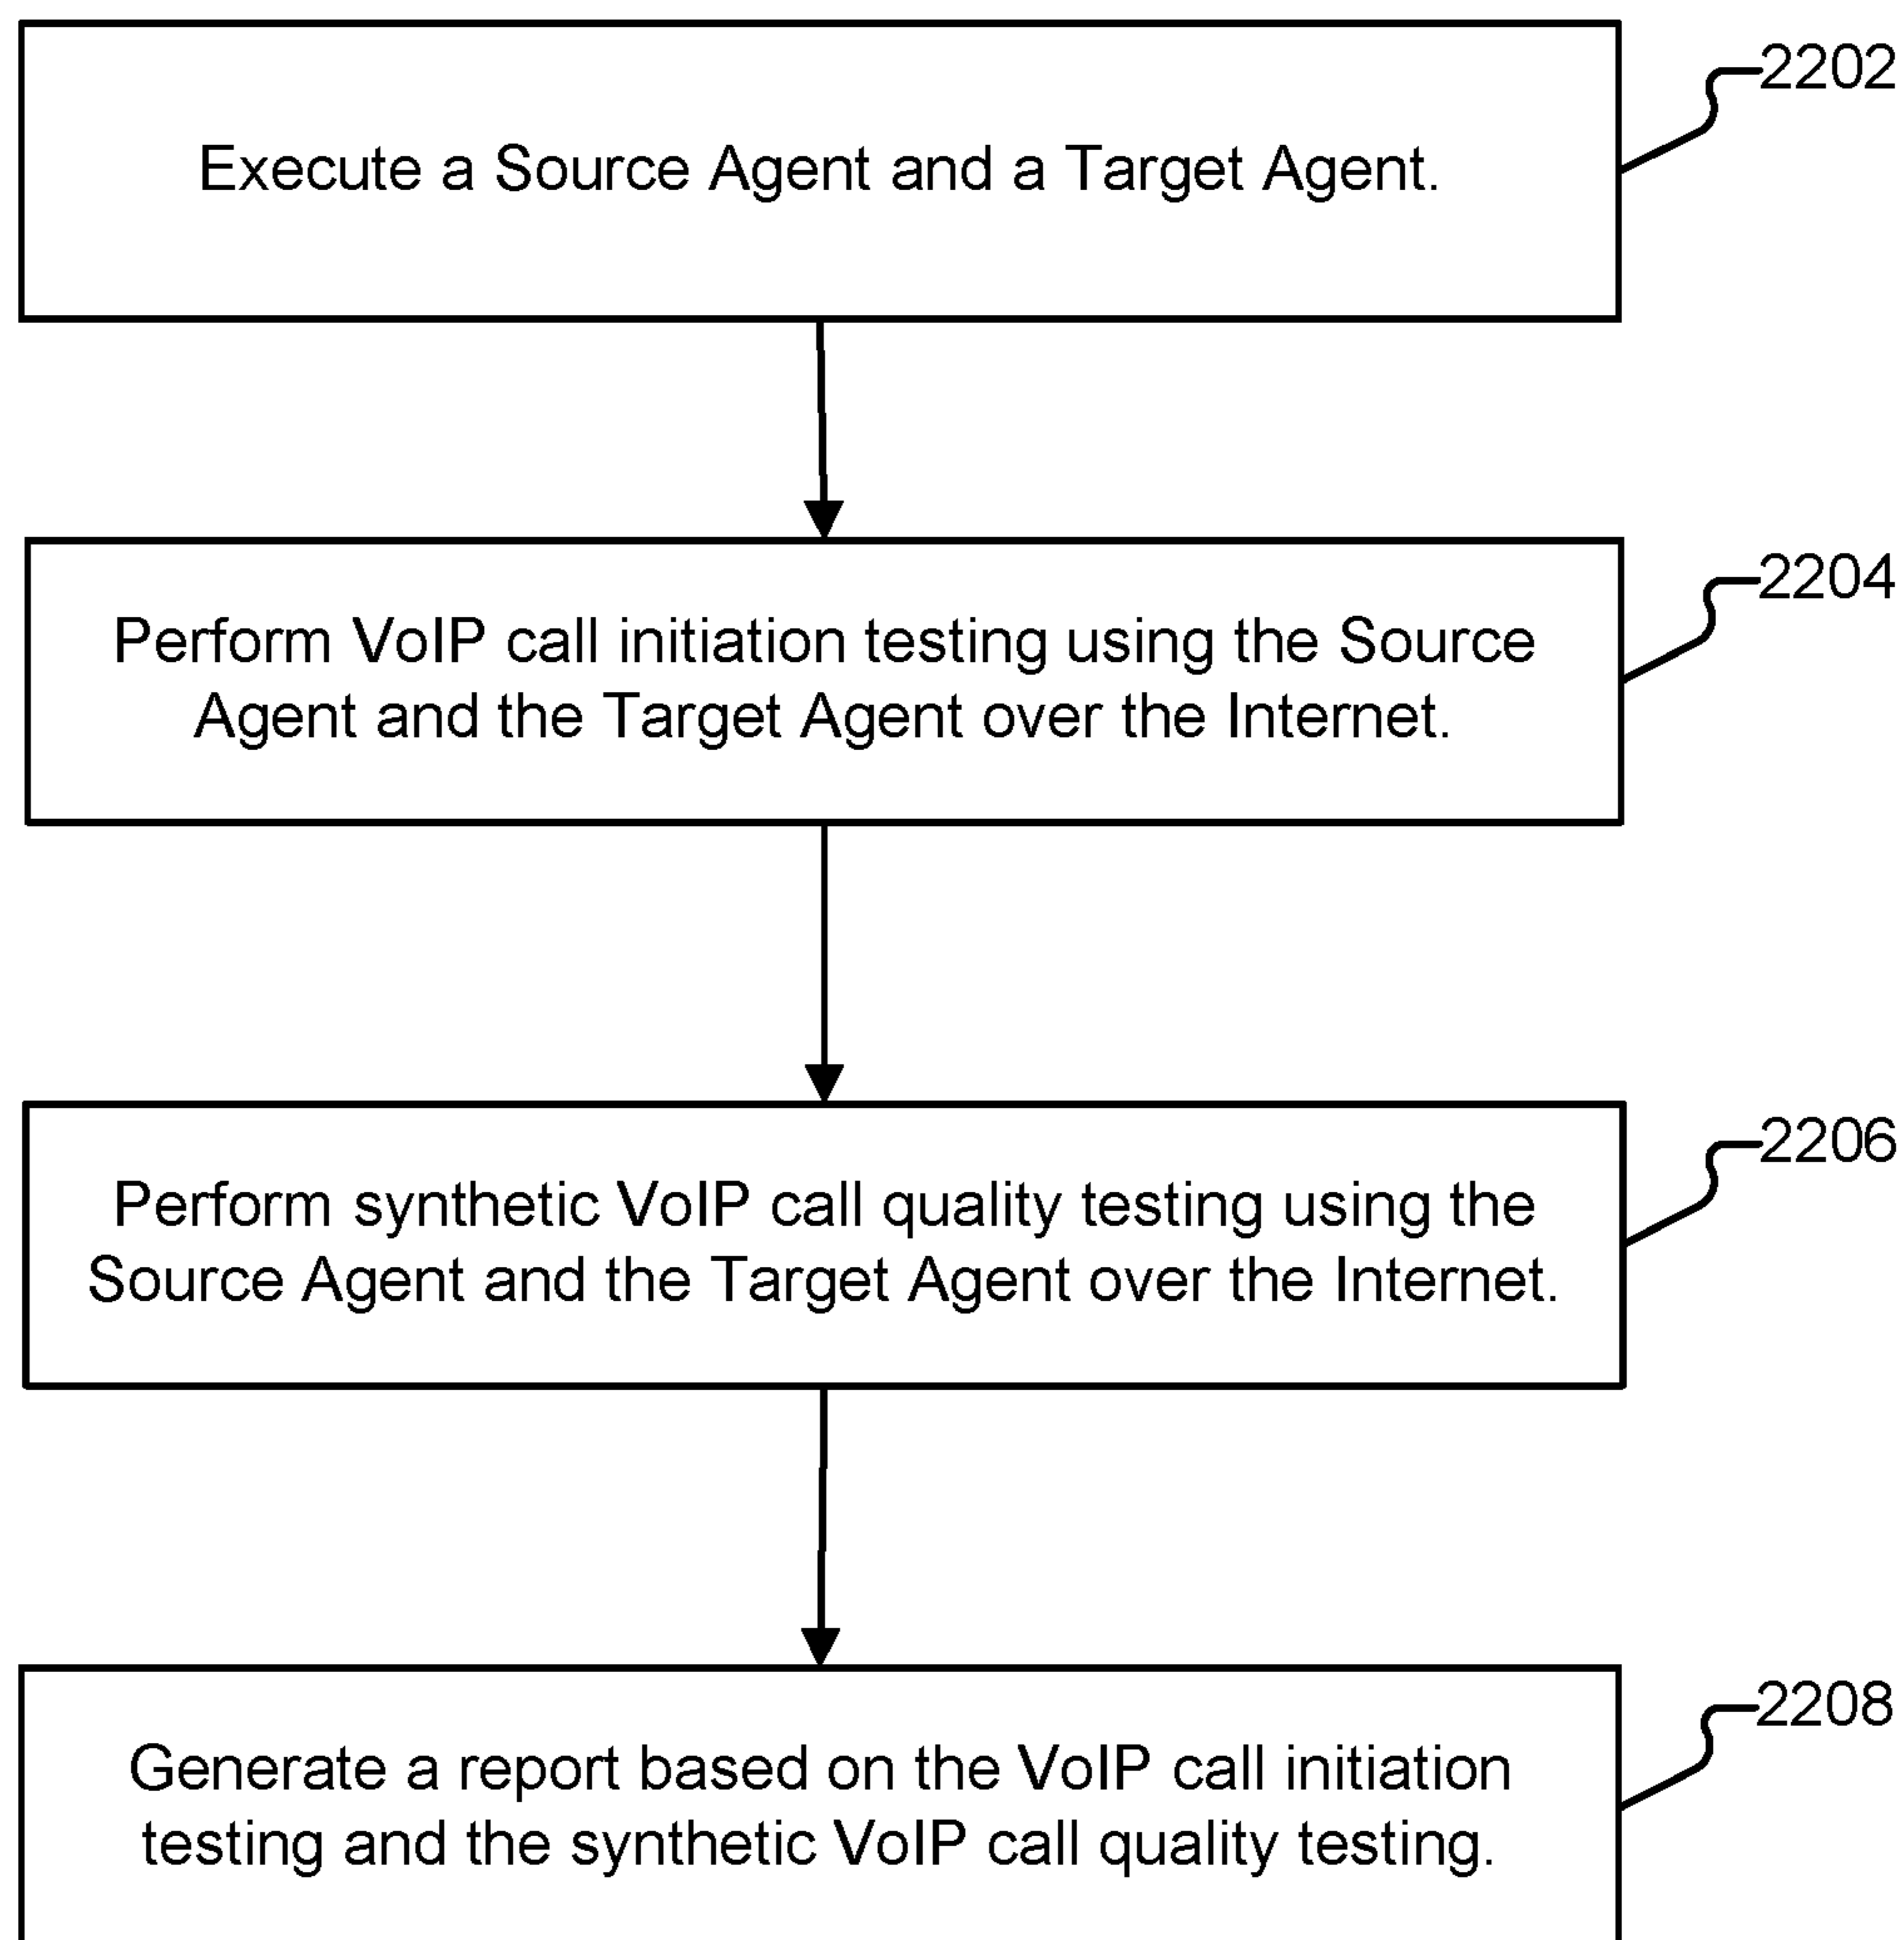 2202
Execute a Source Agent and a Target Agent.
2204
Perform VoIP call initiation testing using the Source
Agent and the Target Agent over the Internet.
2206
Perform synthetic VoIP call quality testing using the
Source Agent and the Target Agent over the Internet.
2208
Generate a report based on the VoIP call initiation
testing and the synthetic VoIP call quality testing.